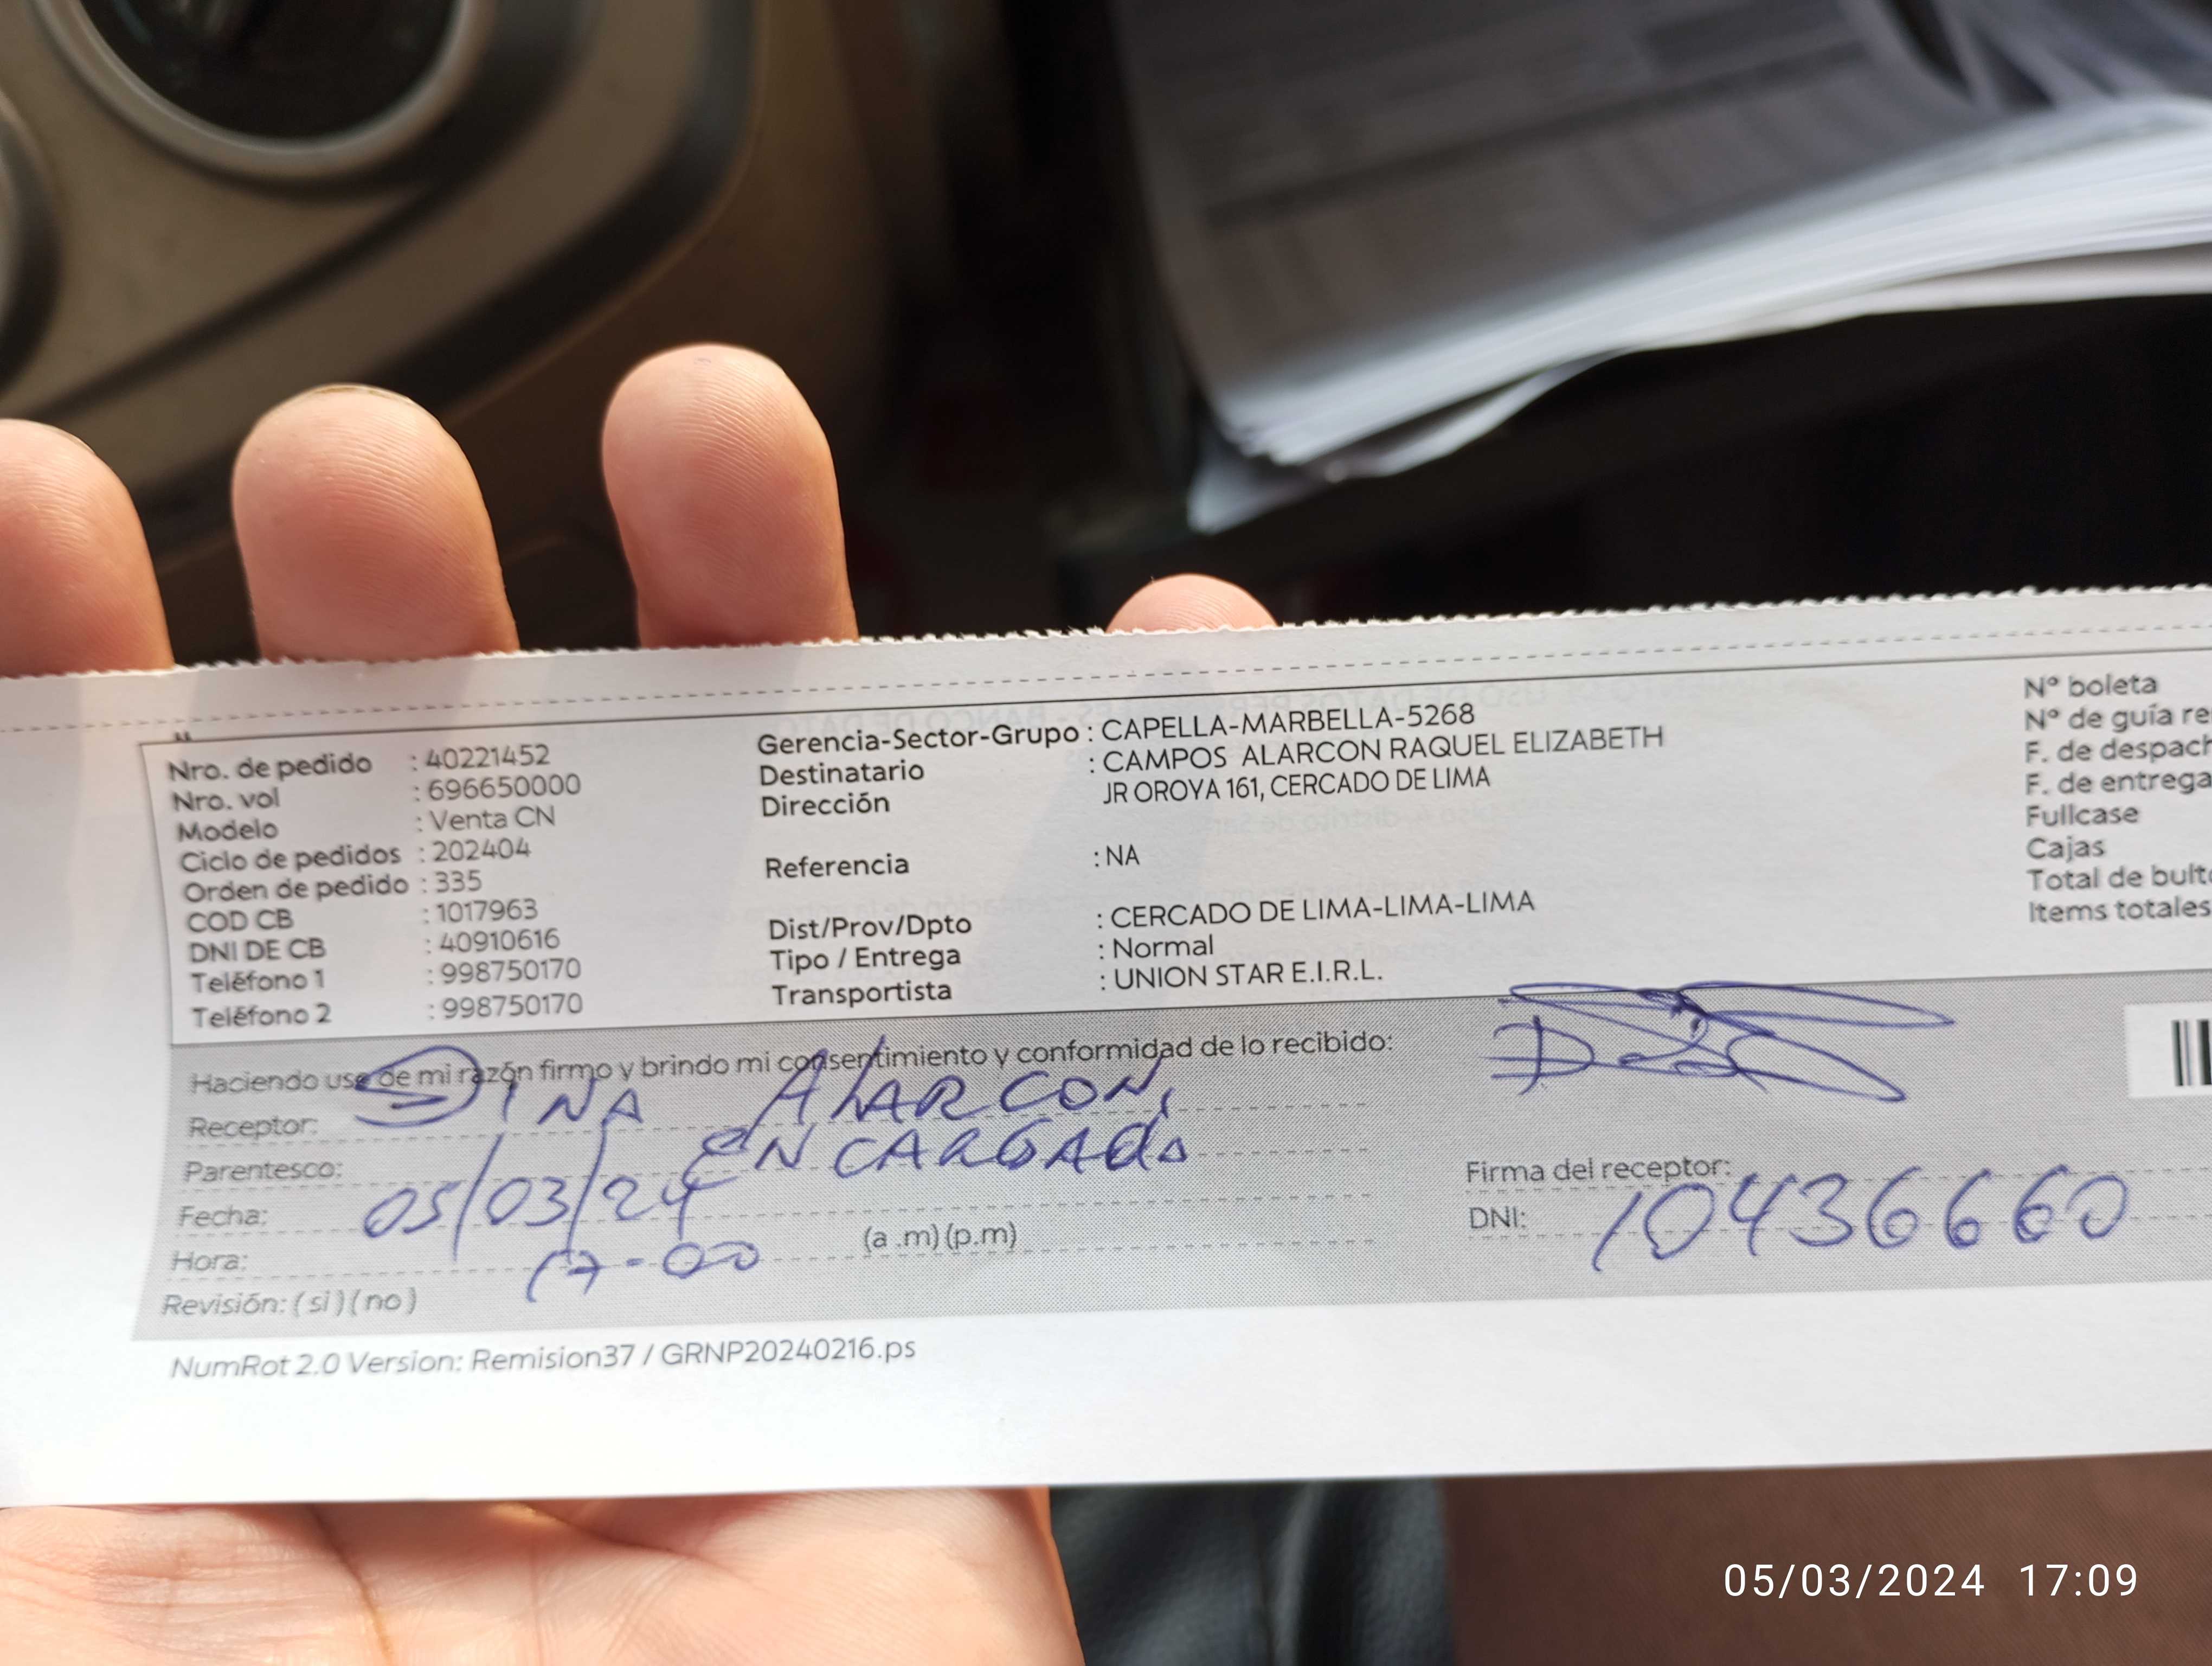 Nro. de pedido : 40221452
Nro. vol : 696650000
Modelo : Venta CN
Ciclo de pedidos : 202404
Orden de pedido : 335
COD CB : 1017963
DNI DE CB : 40910616
Teléfono 1 : 998750170
Teléfono 2 : 998750170
Gerencia-Sector-Grupo : CAPELLA-MARBELLA-5268
Destinatario : CAMPOS ALARCON RAQUEL ELIZABETH
Dirección JR OROYA 161, CERCADO DE LIMA
Referencia : NA
Dist/Prov/Dpto : CERCADO DE LIMA-LIMA-LIMA
Tipo / Entrega : Normal
Transportista : UNION STAR E.I.R.L.
Nº boleta
Nº de guía re
F. de despach
F. de entrega
Fullcase
Cajas
Total de bulto
Items totales
Haciendo uso de mi razón firmo y brindo mi consentimiento y conformidad de lo recibido:
Receptor: DINA ALARCON,
Parentesco: ENCARGADA
Fecha: 05/03/24
Hora: 17-00 (a .m) (p.m)
Revisión: ( si ) ( no )
Firma del receptor:
DNI: 10436660
NumRot 2.0 Version: Remision37 / GRNP20240216.ps
05/03/2024 17:09